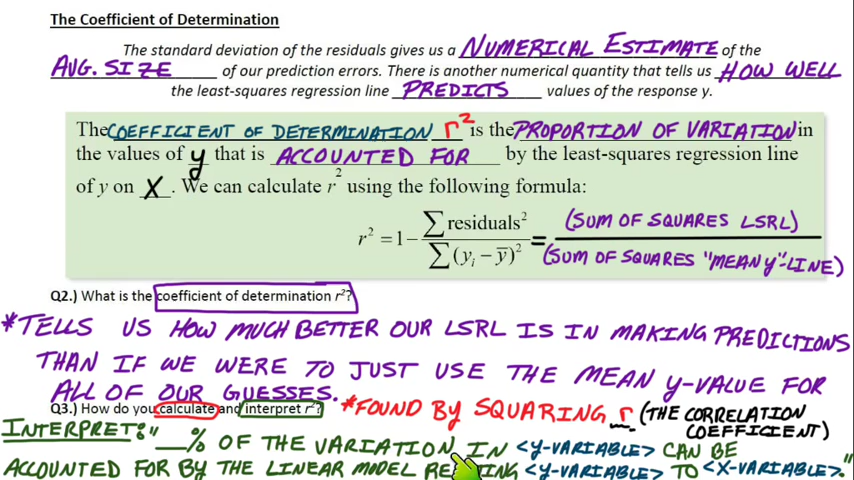 The Coefficient of Determination
The standard deviation of the residuals gives us a NUMERICAL ESTIMATE of the
AVG. SIZE of our prediction errors. There is another numerical quantity that tells us HOW WELL
the least-squares regression line PREDICTS values of the response y.
The COEFFICIENT OF DETERMINATION r² is the PROPORTION OF VARIATION in
the values of y that is ACCOUNTED FOR by the least-squares regression line
of y on X. We can calculate r² using the following formula:
r² = 1 - ∑ residuals² / ∑ (yᵢ - ȳ)² = (SUM OF SQUARES LSRL) / (SUM OF SQUARES "MEAN Y"-LINE)
Q2.) What is the coefficient of determination r²?
*TELLS US HOW MUCH BETTER OUR LSRL IS IN MAKING PREDICTIONS
THAN IF WE WERE TO JUST USE THE MEAN Y-VALUE FOR
ALL OF OUR GUESSES.
Q3.) How do you calculate and interpret r²? *FOUND BY SQUARING r (THE CORRELATION COEFFICIENT)
INTERPRET: "__% OF THE VARIATION IN <Y-VARIABLE> CAN BE
ACCOUNTED FOR BY THE LINEAR MODEL <Y-VARIABLE> TO <X-VARIABLE>."